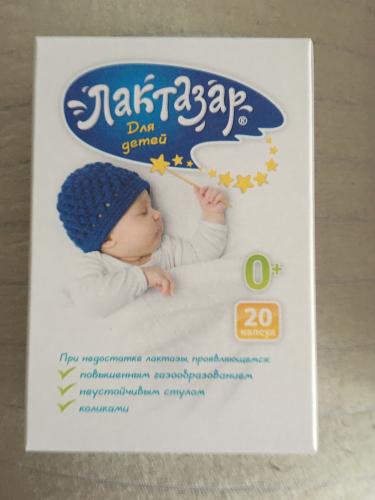 Лактазар®
Для
детей
0+
20
капсул
При недостатке лактазы, проявляющемся:
повышенным газообразованием
неустойчивым стулом
коликами